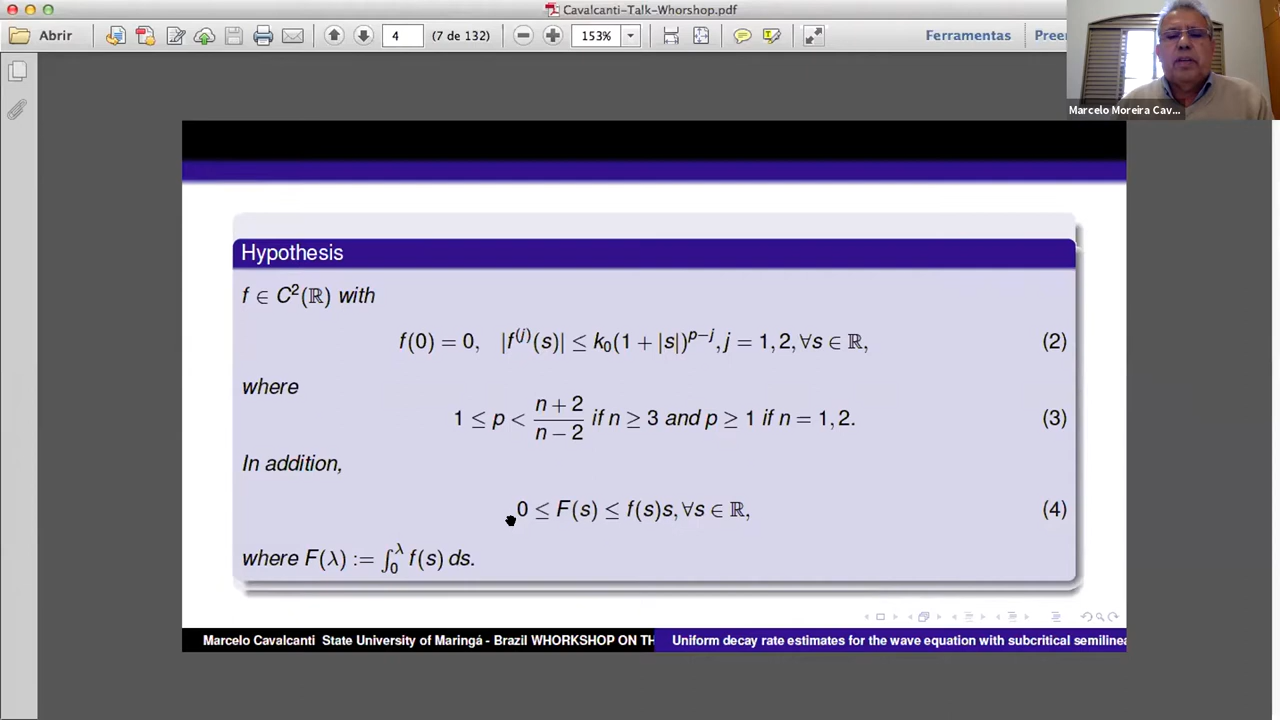 Cavalcanti-Talk-Whorshop.pdf
Abrir
4
(7 de 132)
153%
Ferramentas
Marcelo Moreira Cav...
Hypothesis
f ∈ C²(ℝ) with
f(0) = 0, |f^(j)(s)| ≤ k₀(1 + |s|)^{p−j}, j = 1, 2, ∀s ∈ ℝ, (2)
where
1 ≤ p < \frac{n + 2}{n − 2} if n ≥ 3 and p ≥ 1 if n = 1, 2. (3)
In addition,
0 ≤ F(s) ≤ f(s)s, ∀s ∈ ℝ, (4)
where F(λ) := ∫₀^λ f(s) ds.
Marcelo Cavalcanti State University of Maringá - Brazil WHORKSHOP ON TH
Uniform decay rate estimates for the wave equation with subcritical semilinea